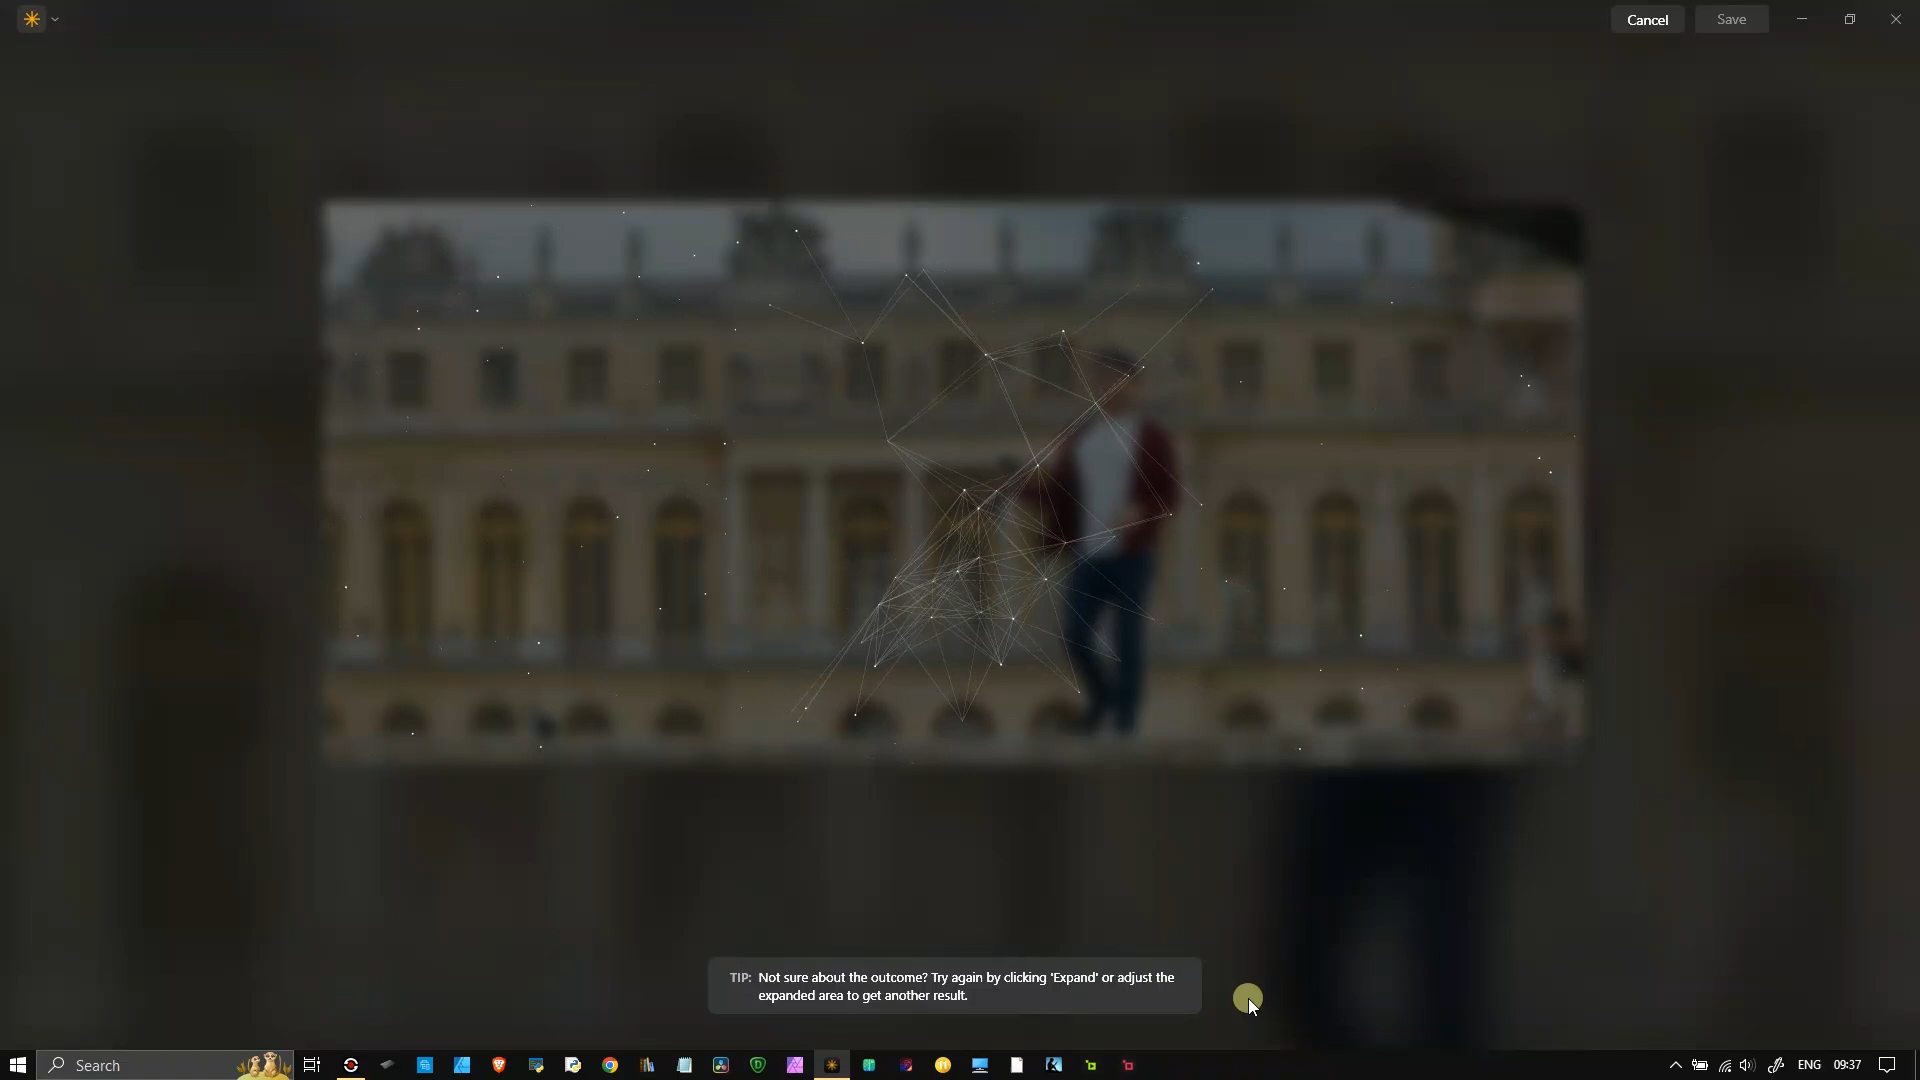 Cancel
Save
TIP: Not sure about the outcome? Try again by clicking 'Expand' or adjust the
expanded area to get another result.
Search
ENG
09:37